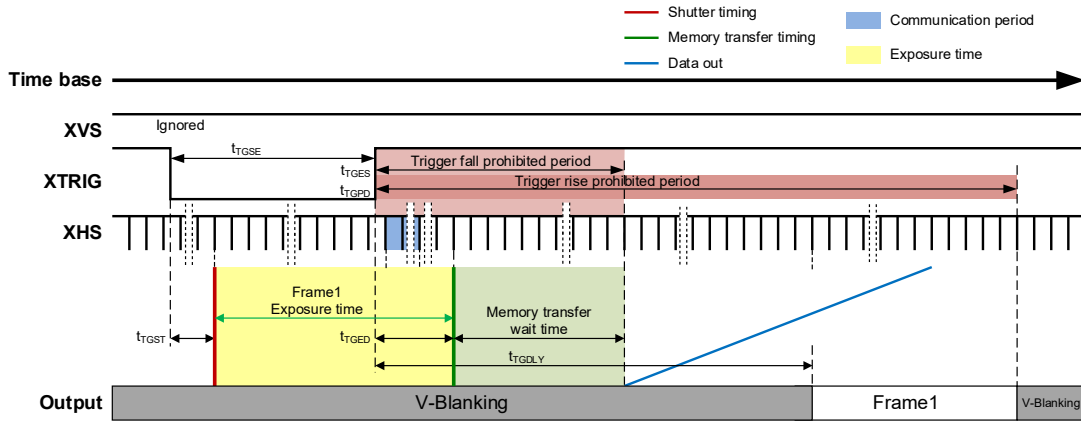 Shutter timing
Memory transfer timing
Data out
Communication period
Exposure time
Time base
XVS
Ignored
XTRIG
tTGSE
tTGES
Trigger fall prohibited period
tTGPD
Trigger rise prohibited period
XHS
Frame1
Exposure time
Memory transfer
wait time
tTGST
tTGED
tTGDLY
Output
V-Blanking
Frame1
V-Blanking